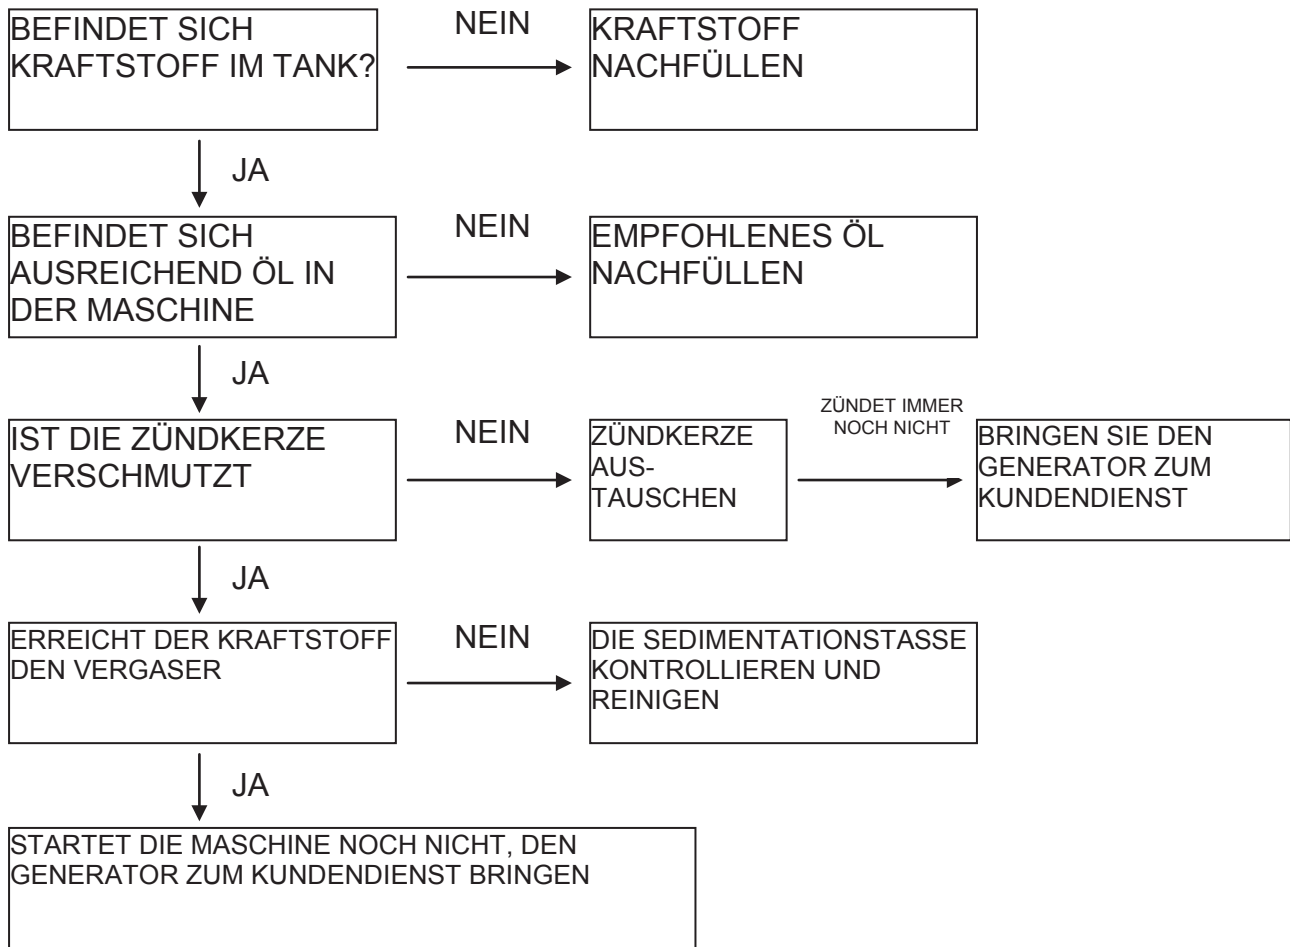 BEFINDET SICH
KRAFTSTOFF IM TANK?
NEIN
KRAFTSTOFF
NACHFÜLLEN
JA
BEFINDET SICH
AUSREICHEND ÖL IN
DER MASCHINE
NEIN
EMPFOHLENES ÖL
NACHFÜLLEN
JA
IST DIE ZÜNDKERZE
VERSCHMUTZT
NEIN
ZÜNDKERZE
AUS-
TAUSCHEN
ZÜNDET IMMER
NOCH NICHT
BRINGEN SIE DEN
GENERATOR ZUM
KUNDENDIENST
JA
ERREICHT DER KRAFTSTOFF
DEN VERGASER
NEIN
DIE SEDIMENTATIONSTASSE
KONTROLLIEREN UND
REINIGEN
JA
STARTET DIE MASCHINE NOCH NICHT, DEN
GENERATOR ZUM KUNDENDIENST BRINGEN